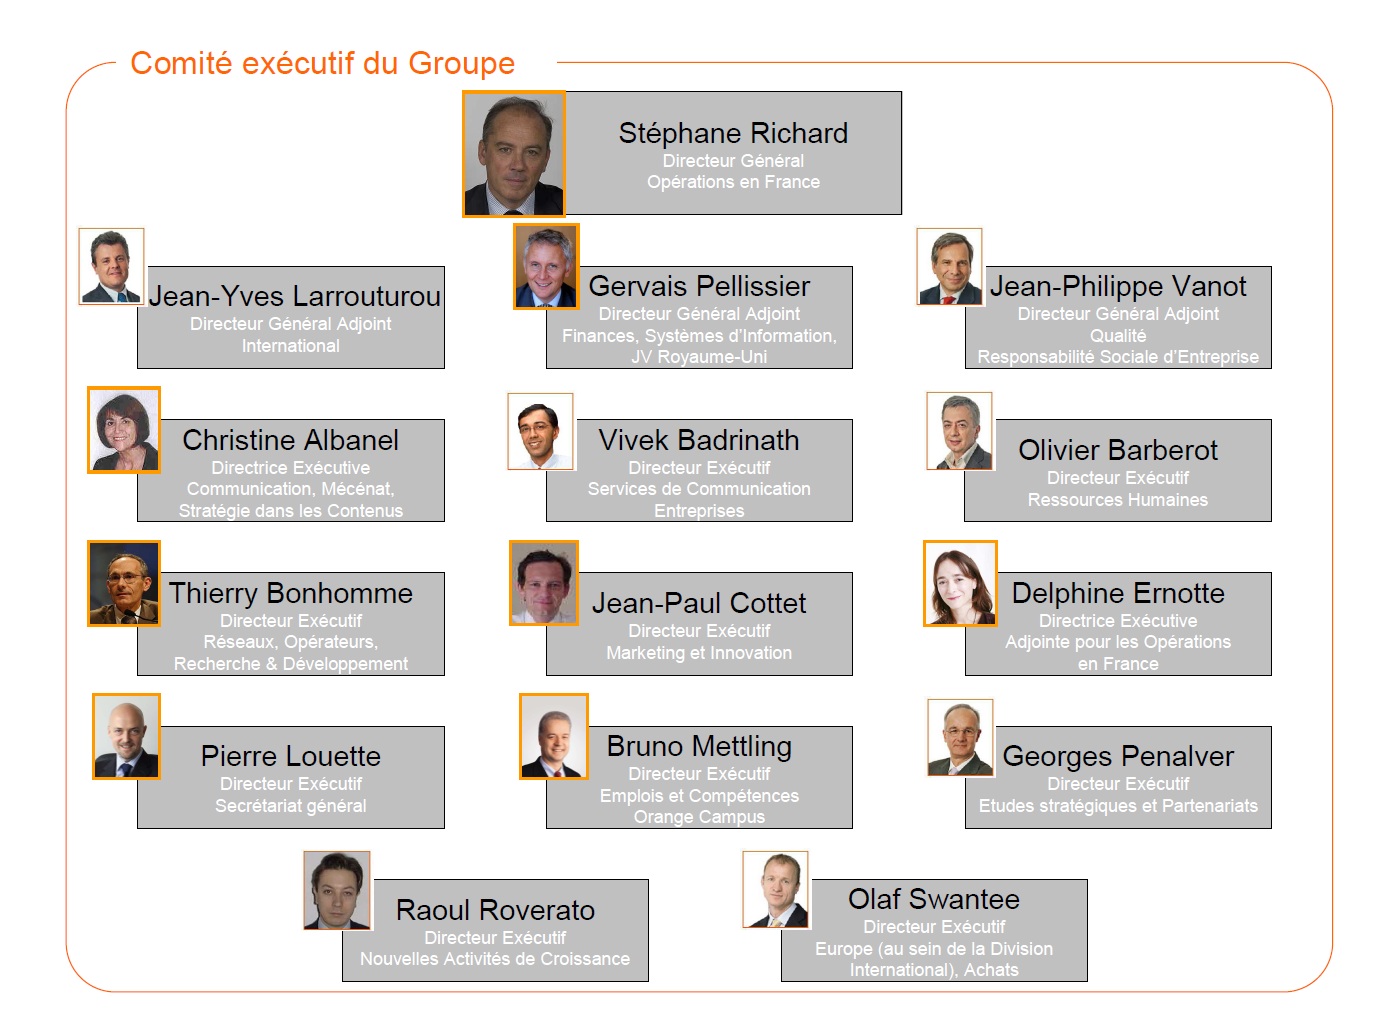 Comité exécutif du Groupe
Stéphane Richard
Directeur Général
Opérations en France
Jean-Yves Larrouturou
Directeur Général Adjoint
International
Gervais Pellissier
Directeur Général Adjoint
Finances, Systèmes d'Information,
JV Royaume-Uni
Jean-Philippe Vanot
Directeur Général Adjoint
Qualité
Responsabilité Sociale d'Entreprise
Christine Albanel
Directrice Exécutive
Communication, Mécénat,
Stratégie dans les Contenus
Vivek Badrinath
Directeur Exécutif
Services de Communication
Entreprises
Olivier Barberot
Directeur Exécutif
Ressources Humaines
Thierry Bonhomme
Directeur Exécutif
Réseaux, Opérateurs,
Recherche & Développement
Jean-Paul Cottet
Directeur Exécutif
Marketing et Innovation
Delphine Ernotte
Directrice Exécutive
Adjointe pour les Opérations
en France
Pierre Louette
Directeur Exécutif
Secrétariat général
Bruno Mettling
Directeur Exécutif
Emplois et Compétences
Orange Campus
Georges Penalver
Directeur Exécutif
Etudes stratégiques et Partenariats
Raoul Roverato
Directeur Exécutif
Nouvelles Activités de Croissance
Olaf Swantee
Directeur Exécutif
Europe (au sein de la Division
International), Achats